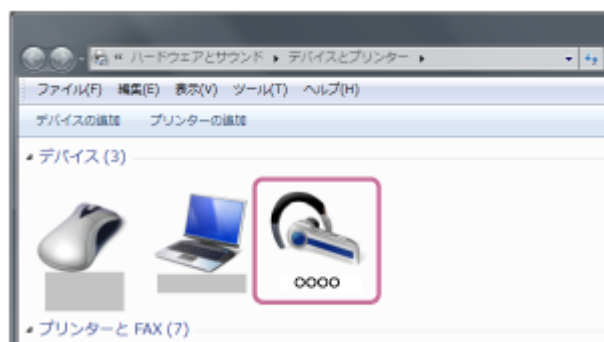 « ハードウェアとサウンド ▸ デバイスとプリンター ▸
ファイル(F) 編集(E) 表示(V) ツール(T) ヘルプ(H)
デバイスの追加 プリンターの追加
デバイス (3)
○○○○
プリンターと FAX (7)